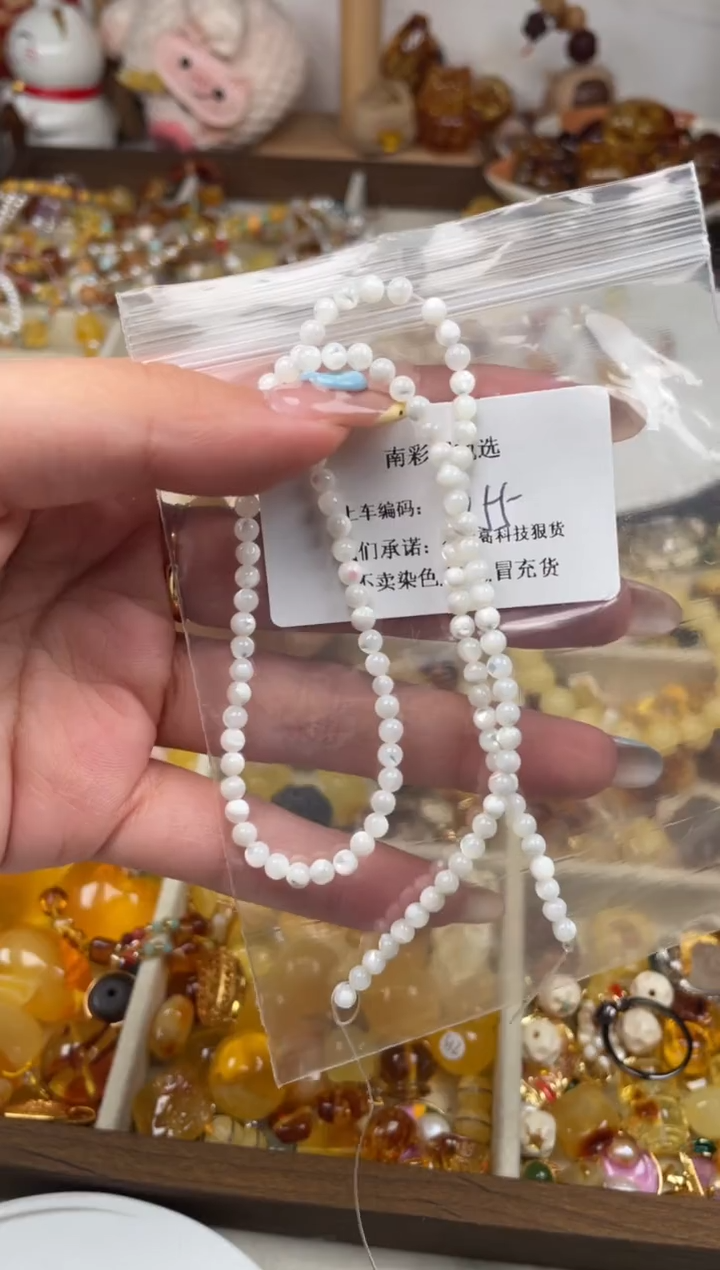 南彩 选
上车编码：
们承诺： 高科技狠货
不卖染色 冒充货